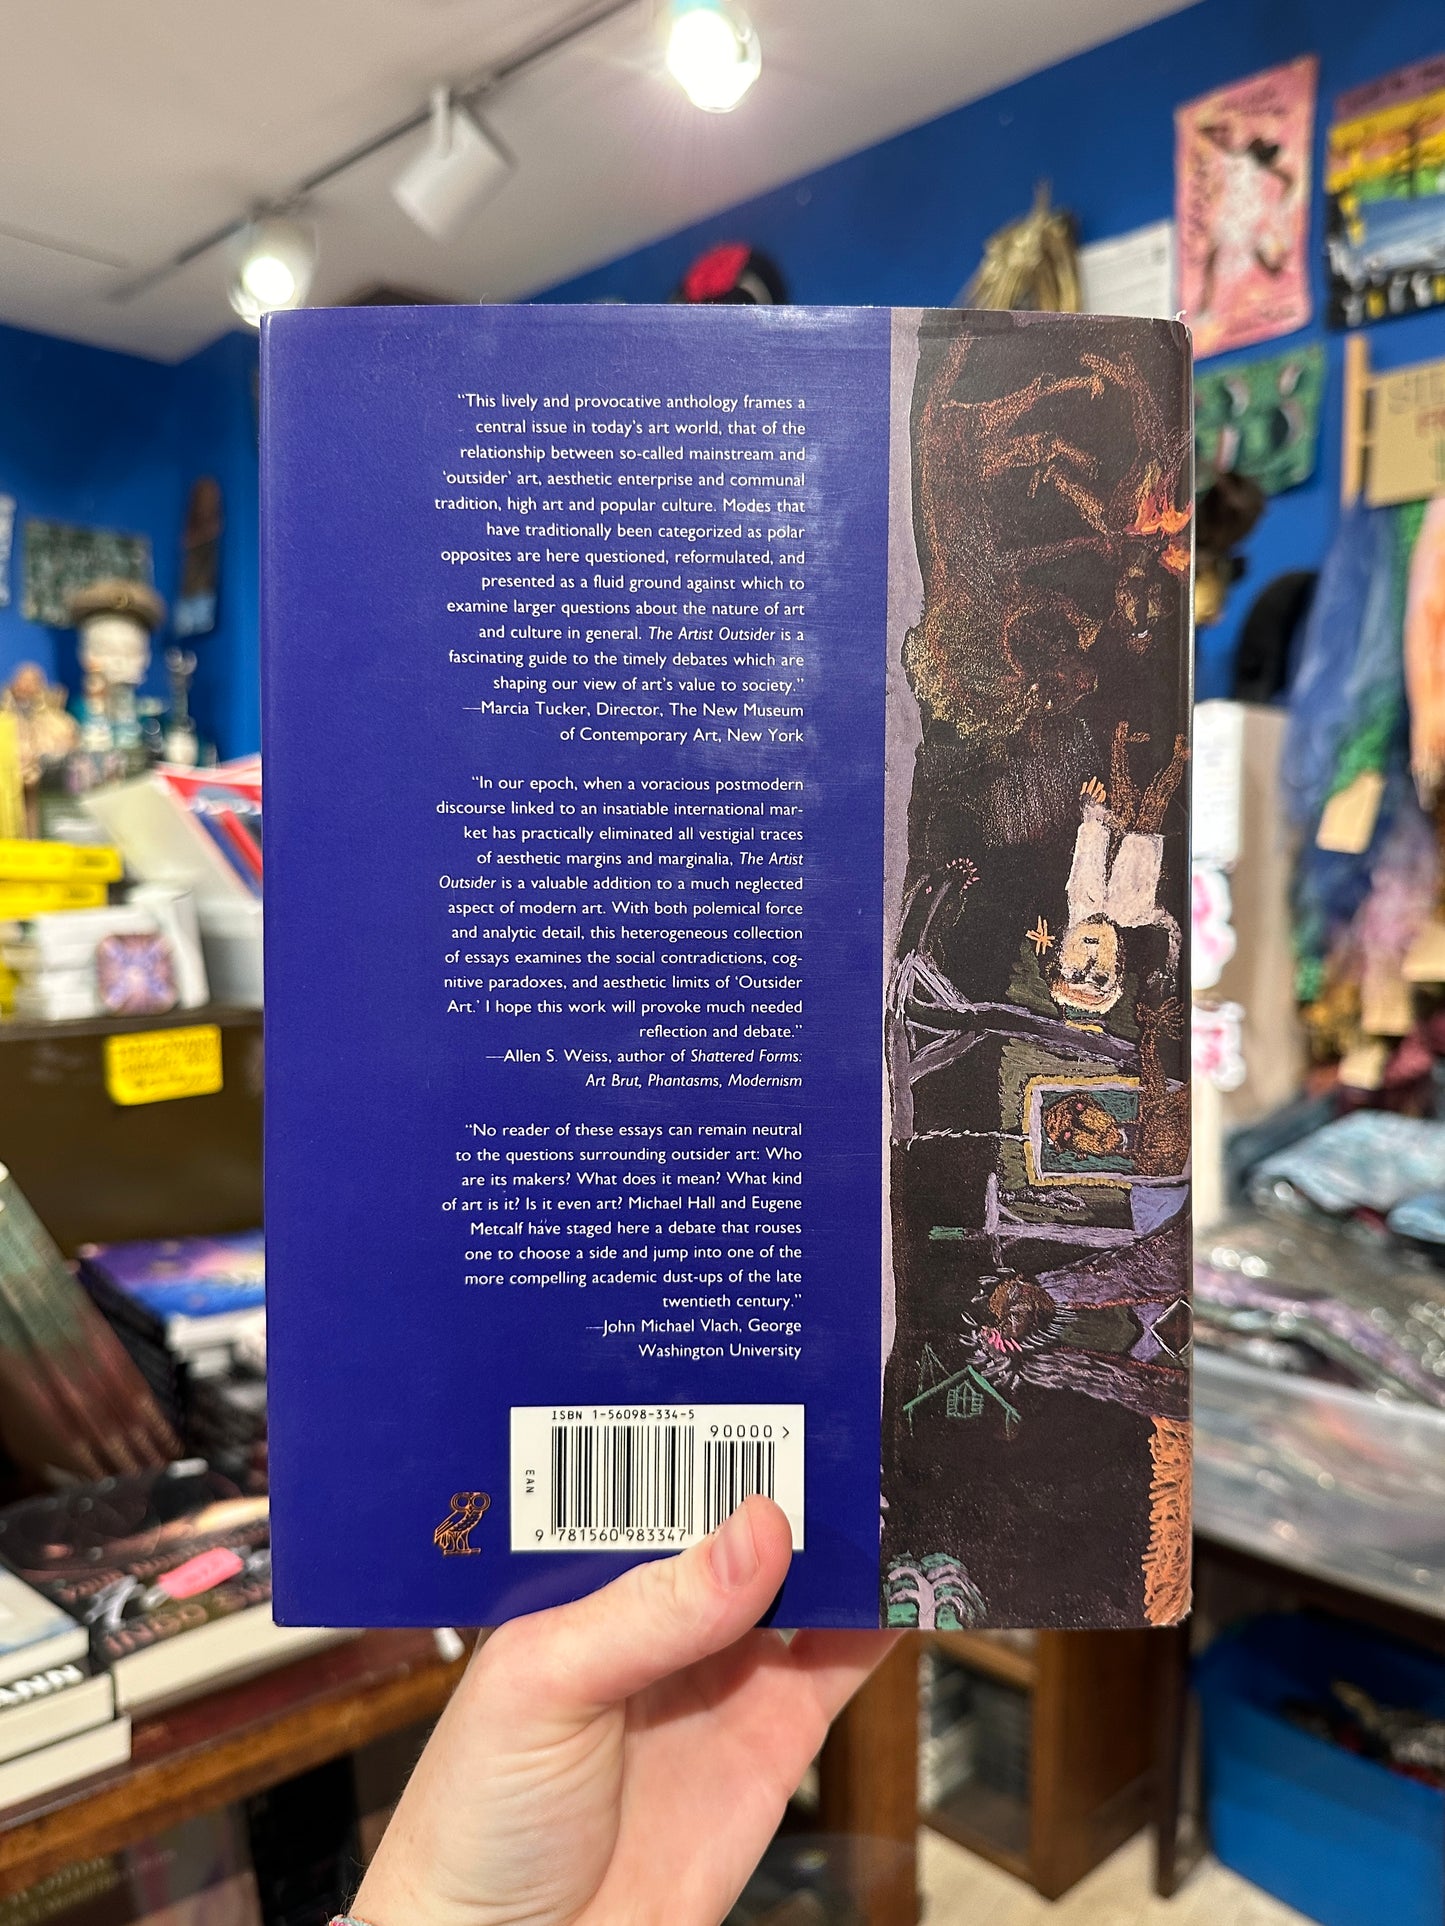 “This lively and provocative anthology frames a
central issue in today’s art world, that of the
relationship between so-called mainstream and
‘outsider’ art, aesthetic enterprise and communal
tradition, high art and popular culture. Modes that
have traditionally been categorized as polar
opposites are here questioned, reformulated, and
presented as a fluid ground against which to
examine larger questions about the nature of art
and culture in general. The Artist Outsider is a
fascinating guide to the timely debates which are
shaping our view of art’s value to society.”
—Marcia Tucker, Director, The New Museum
of Contemporary Art, New York
“In our epoch, when a voracious postmodern
discourse linked to an insatiable international mar-
ket has practically eliminated all vestigial traces
of aesthetic margins and marginalia, The Artist
Outsider is a valuable addition to a much neglected
aspect of modern art. With both polemical force
and analytic detail, this heterogeneous collection
of essays examines the social contradictions, cog-
nitive paradoxes, and aesthetic limits of ‘Outsider
Art.’ I hope this work will provoke much needed
reflection and debate.”
—Allen S. Weiss, author of Shattered Forms:
Art Brut, Phantasms, Modernism
“No reader of these essays can remain neutral
to the questions surrounding outsider art: Who
are its makers? What does it mean? What kind
of art is it? Is it even art? Michael Hall and Eugene
Metcalf have staged here a debate that rouses
one to choose a side and jump into one of the
more compelling academic dust-ups of the late
twentieth century.”
—John Michael Vlach, George
Washington University
ISBN 1-56098-334-5
90000 >
EAN
9 781560 983347